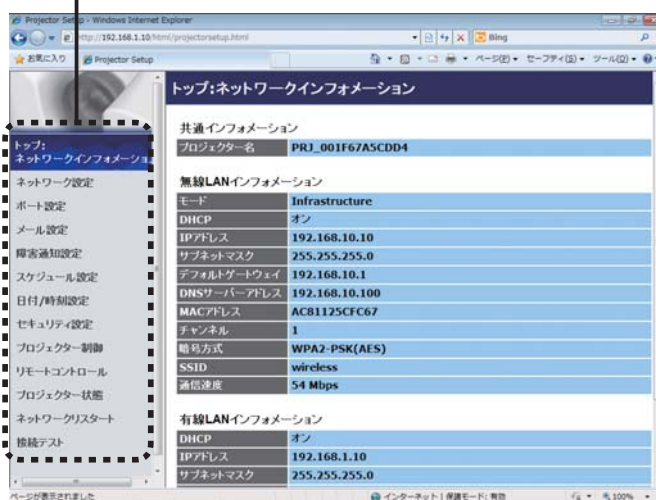 Projector Setup - Windows Internet Explorer
http://192.168.1.10/html/projectorsetup.html
Bing
お気に入り
Projector Setup
ページ(P)
セーフティ(S)
ツール(O)
トップ:
ネットワークインフォメーション
ネットワーク設定
ポート設定
メール設定
障害通知設定
スケジュール設定
日付/時刻設定
セキュリティ設定
プロジェクター制御
リモートコントロール
プロジェクター状態
ネットワークリスタート
接続テスト
トップ:ネットワークインフォメーション
共通インフォメーション
プロジェクター名 PRJ_001F67A5CDD4
無線LANインフォメーション
モード Infrastructure
DHCP オン
IPアドレス 192.168.10.10
サブネットマスク 255.255.255.0
デフォルトゲートウェイ 192.168.10.1
DNSサーバーアドレス 192.168.10.100
MACアドレス AC81125CFC67
チャンネル 1
暗号方式 WPA2-PSK(AES)
SSID wireless
通信速度 54 Mbps
有線LANインフォメーション
DHCP オン
IPアドレス 192.168.1.10
サブネットマスク 255.255.255.0
ページが表示されました
インターネット | 保護モード: 有効
100%